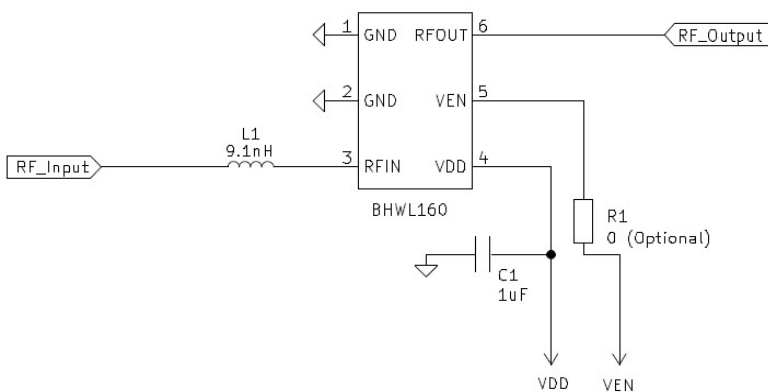 1 GND RFOUT 6
RF_Output
2 GND VEN 5
L1
9.1nH
RF_Input
3 RFIN VDD 4
BHWL160
R1
0 (Optional)
C1
1uF
VDD VEN